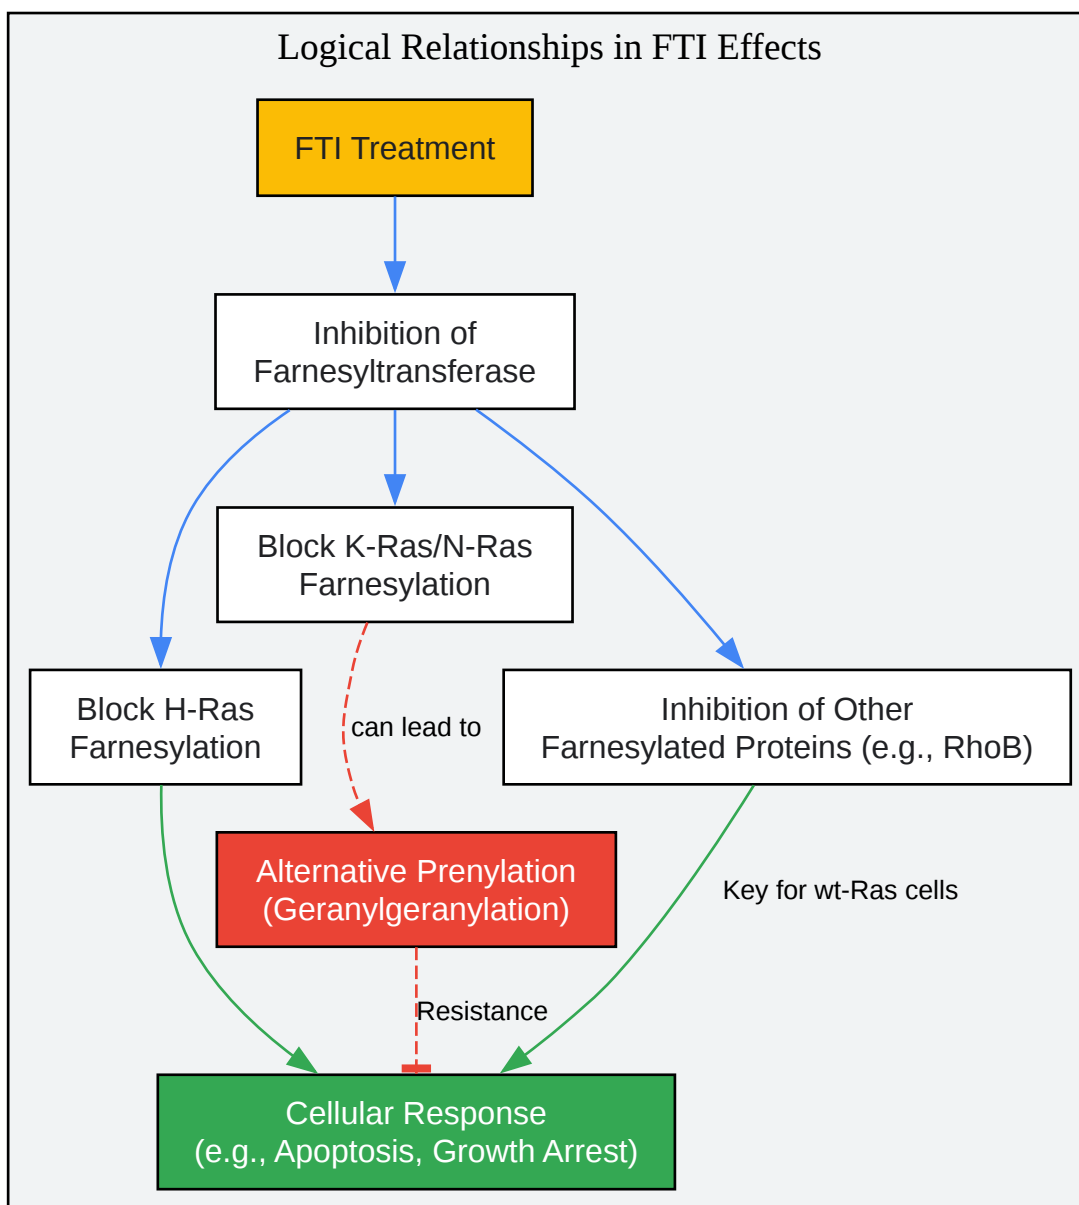 Logical Relationships in FTI Effects
FTI Treatment
Inhibition of
Farnesyltransferase
Block K-Ras/N-Ras
Farnesylation
Block H-Ras
Farnesylation
can lead to
Inhibition of Other
Farnesylated Proteins (e.g., RhoB)
Alternative Prenylation
(Geranylgeranylation)
Key for wt-Ras cells
Resistance
Cellular Response
(e.g., Apoptosis, Growth Arrest)